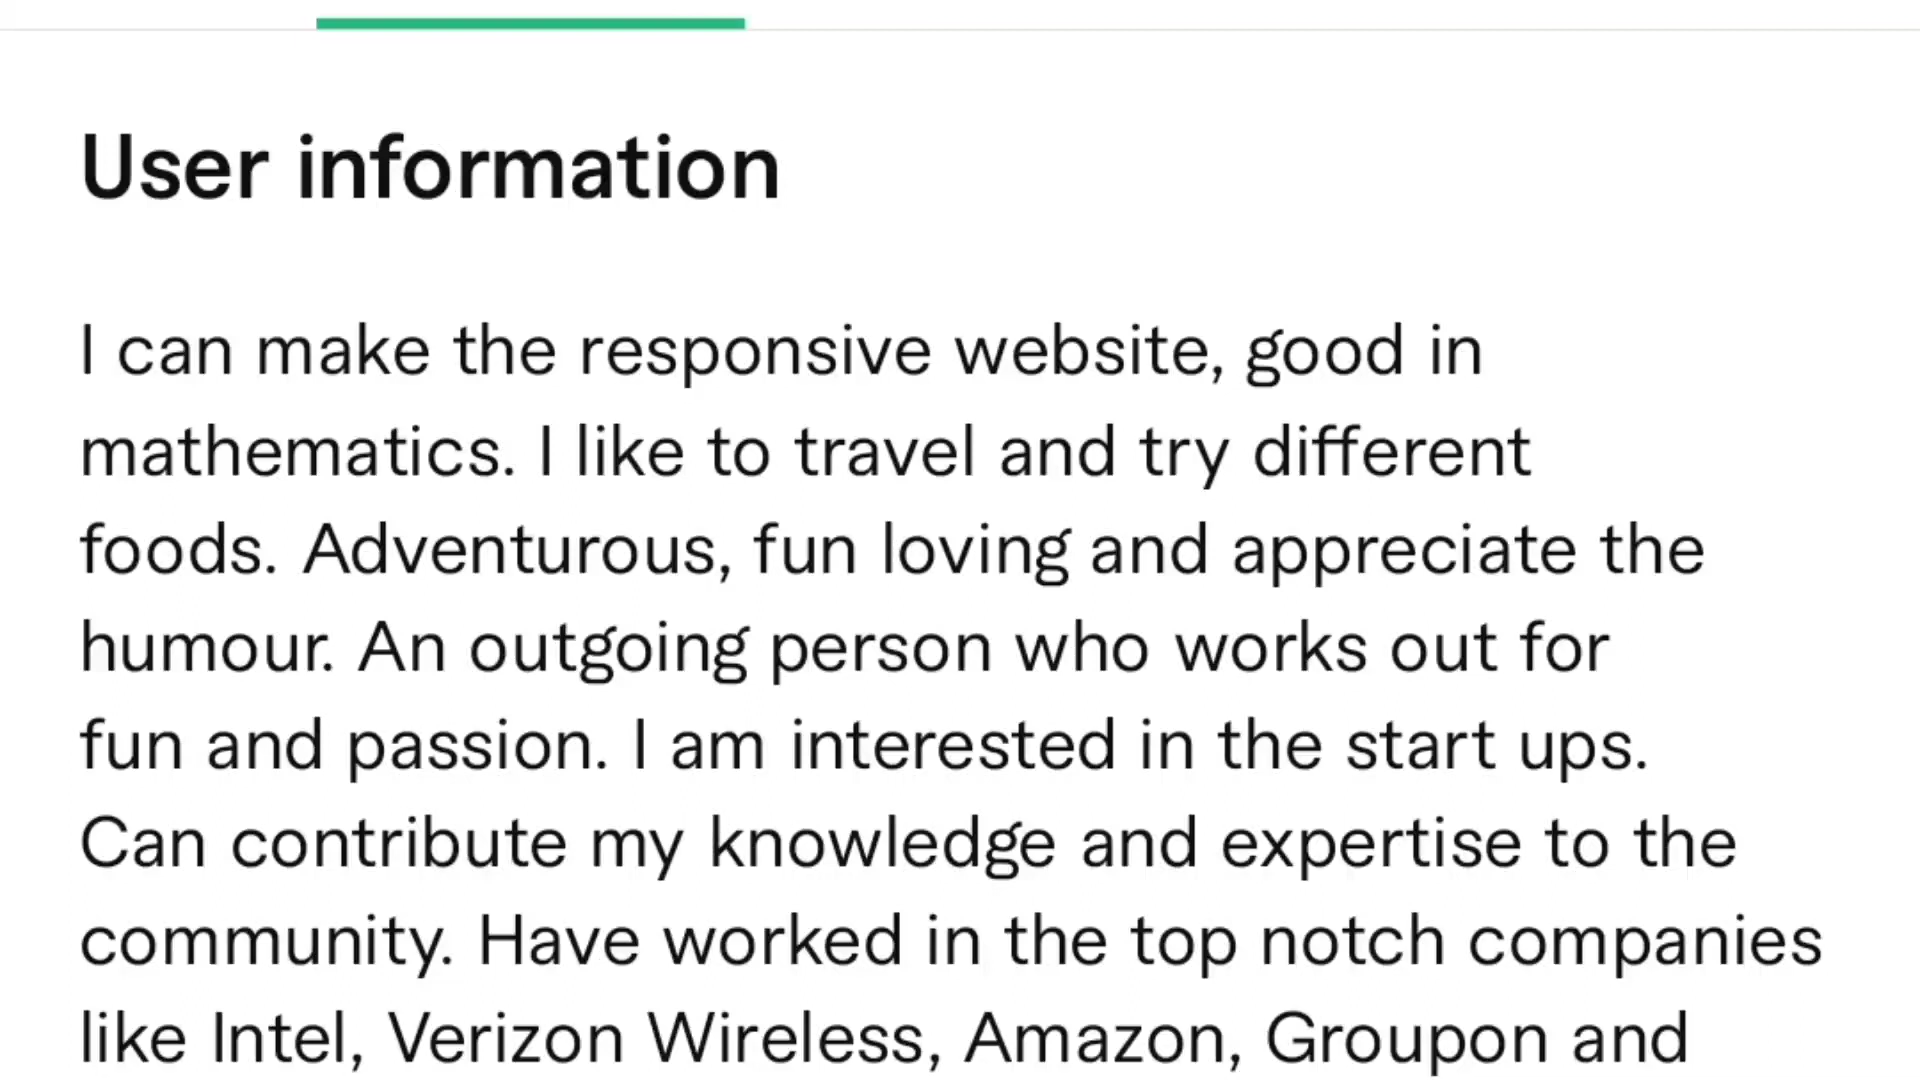 User information
I can make the responsive website, good in
mathematics. I like to travel and try different
foods. Adventurous, fun loving and appreciate the
humour. An outgoing person who works out for
fun and passion. I am interested in the start ups.
Can contribute my knowledge and expertise to the
community. Have worked in the top notch companies
like Intel, Verizon Wireless, Amazon, Groupon and